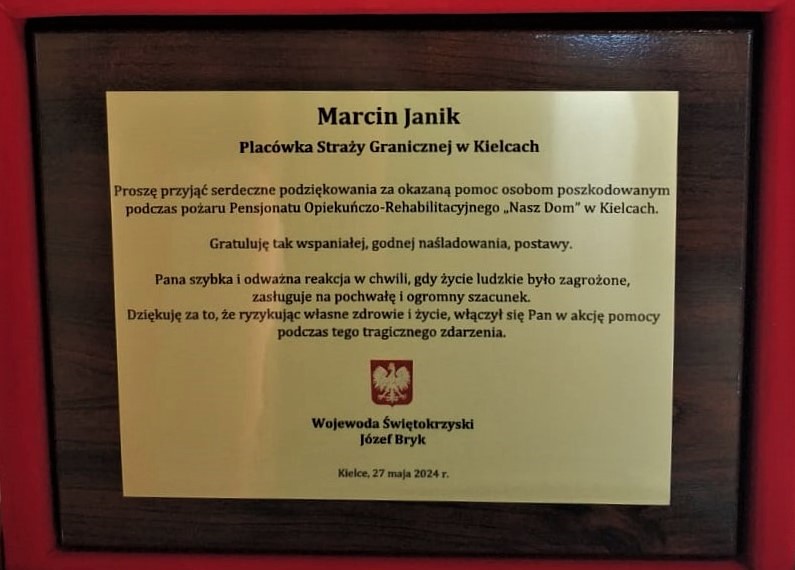 Marcin Janik
Placówka Straży Granicznej w Kielcach
Proszę przyjąć serdeczne podziękowania za okazaną pomoc osobom poszkodowanym
podczas pożaru Pensjonatu Opiekuńczo-Rehabilitacyjnego „Nasz Dom” w Kielcach.
Gratuluję tak wspaniałej, godnej naśladowania, postawy.
Pana szybka i odważna reakcja w chwili, gdy życie ludzkie było zagrożone,
zasługuje na pochwałę i ogromny szacunek.
Dziękuję za to, że ryzykując własne zdrowie i życie, włączył się Pan w akcję pomocy
podczas tego tragicznego zdarzenia.
Wojewoda Świętokrzyski
Józef Bryk
Kielce, 27 maja 2024 r.